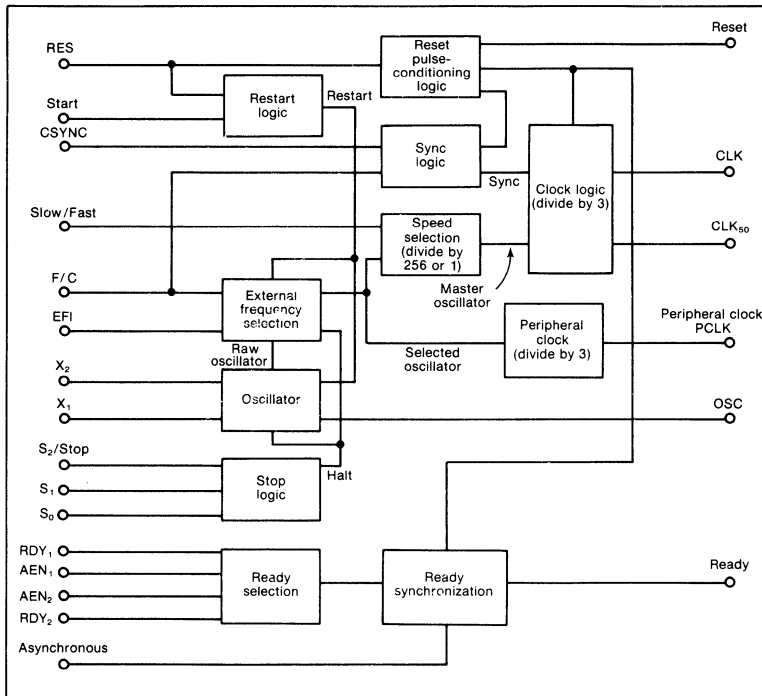 RES
Start
CSYNC
Slow/Fast
F/C
EFI
X₂
X₁
S₂/Stop
S₁
S₀
RDY₁
AEN₁
AEN₂
RDY₂
Asynchronous
Restart
logic
Restart
Reset
pulse-
conditioning
logic
Sync
logic
Sync
Speed
selection
(divide by
256 or 1)
Master
oscillator
Clock logic
(divide by 3)
External
frequency
selection
Raw
oscillator
Oscillator
Selected
oscillator
Peripheral
clock
(divide by 3)
Stop
logic
Halt
Ready
selection
Ready
synchronization
Reset
CLK
CLK₅₀
Peripheral clock
PCLK
OSC
Ready